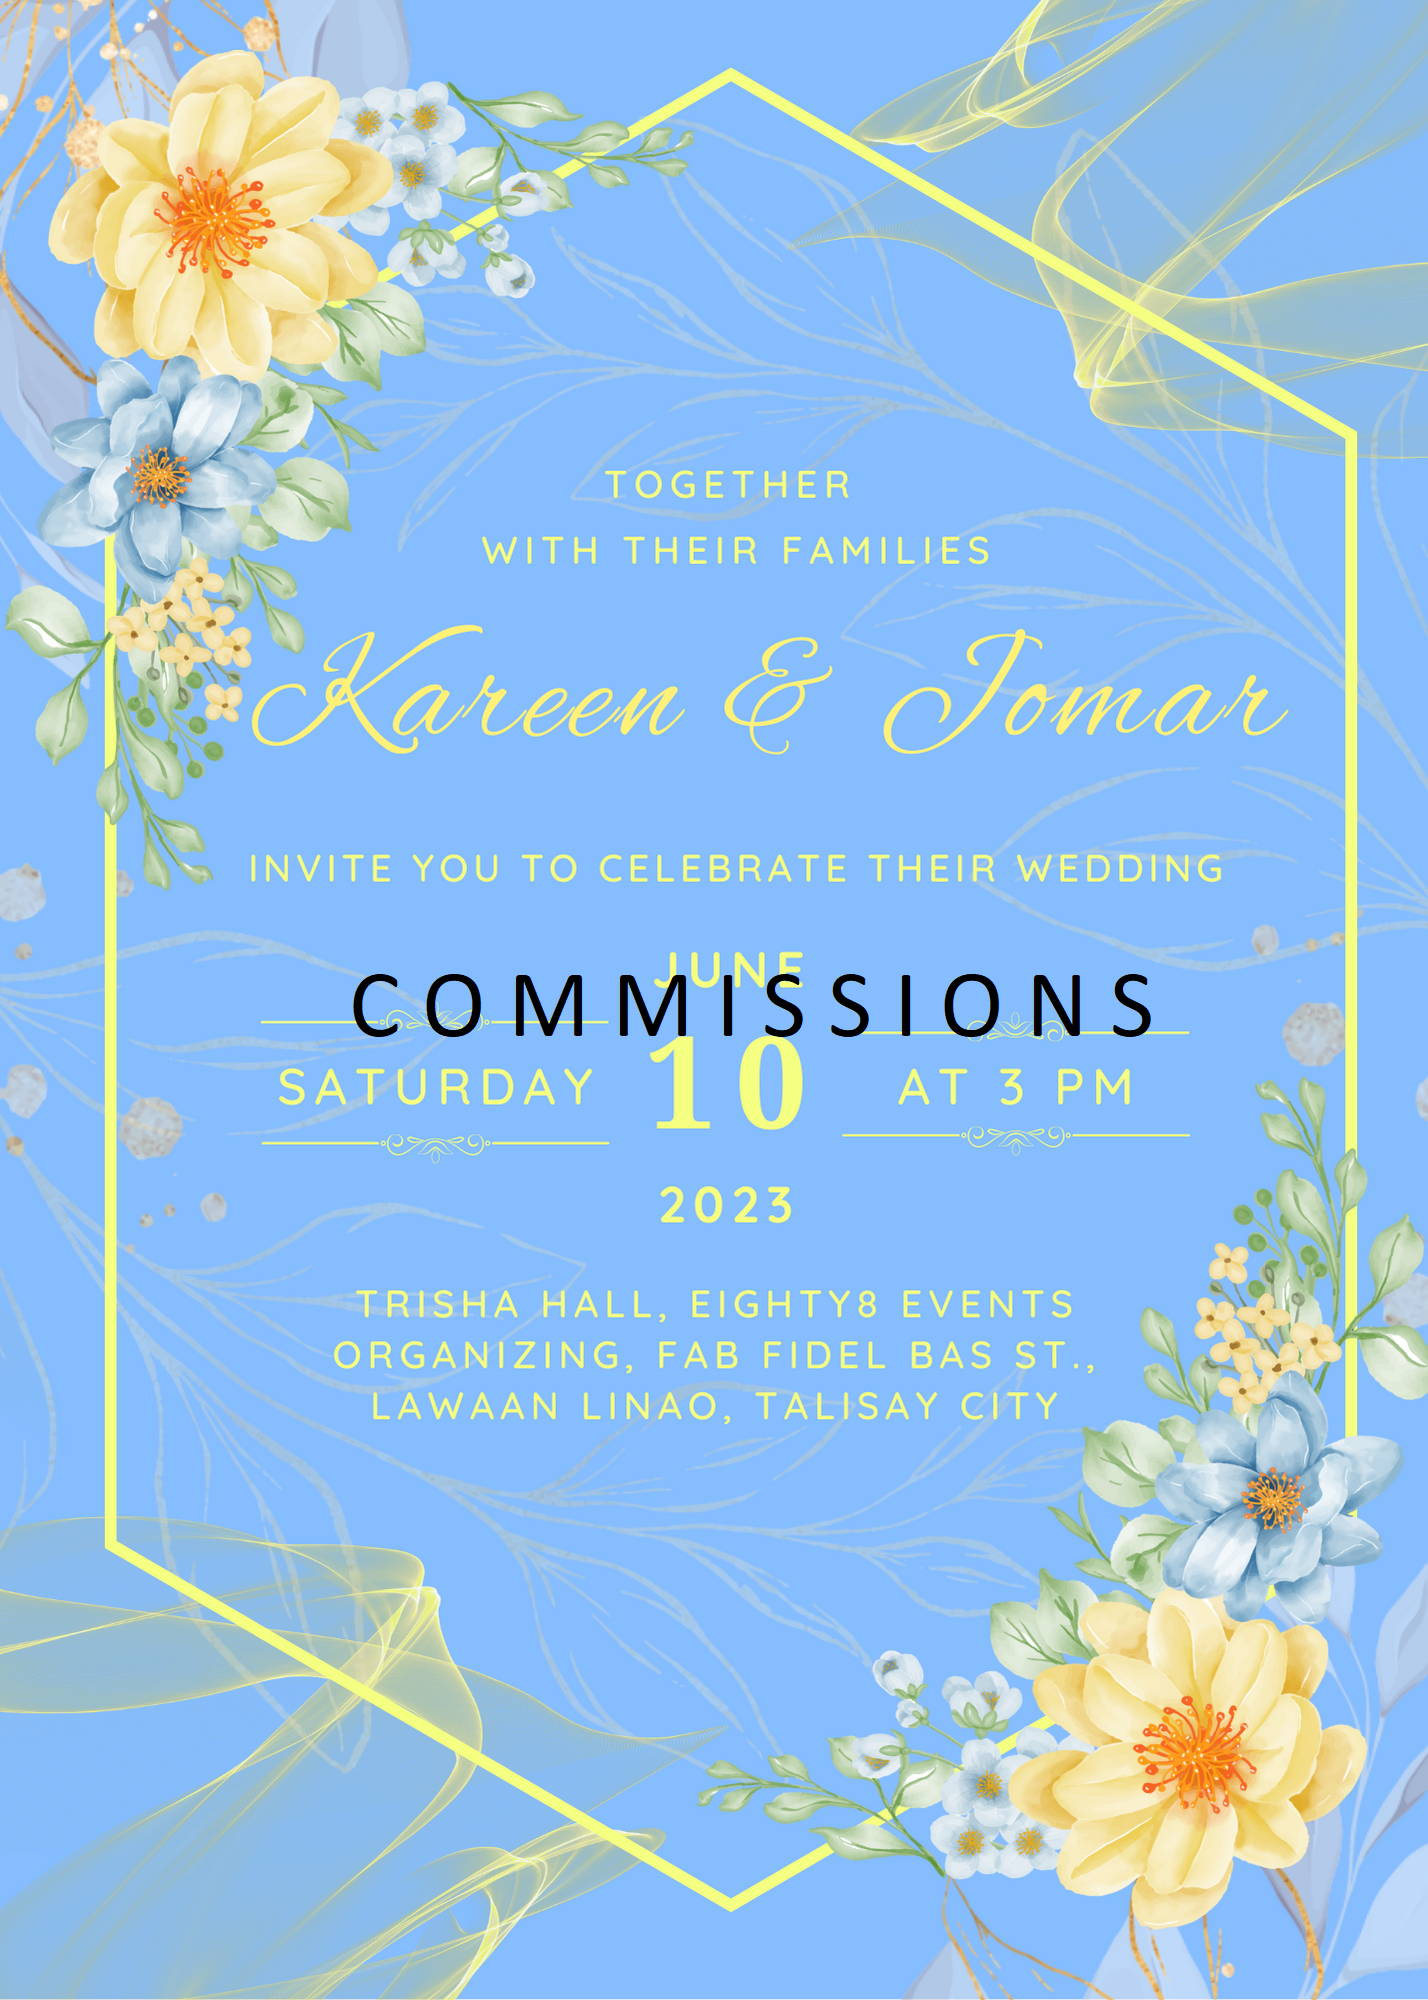 TOGETHER
WITH THEIR FAMILIES
Kareen & Jomar
INVITE YOU TO CELEBRATE THEIR WEDDING
JUNE
COMMISSIONS
SATURDAY 10 AT 3 PM
2023
TRISHA HALL, EIGHTY8 EVENTS
ORGANIZING, FAB FIDEL BAS ST.,
LAWAAN LINAO, TALISAY CITY